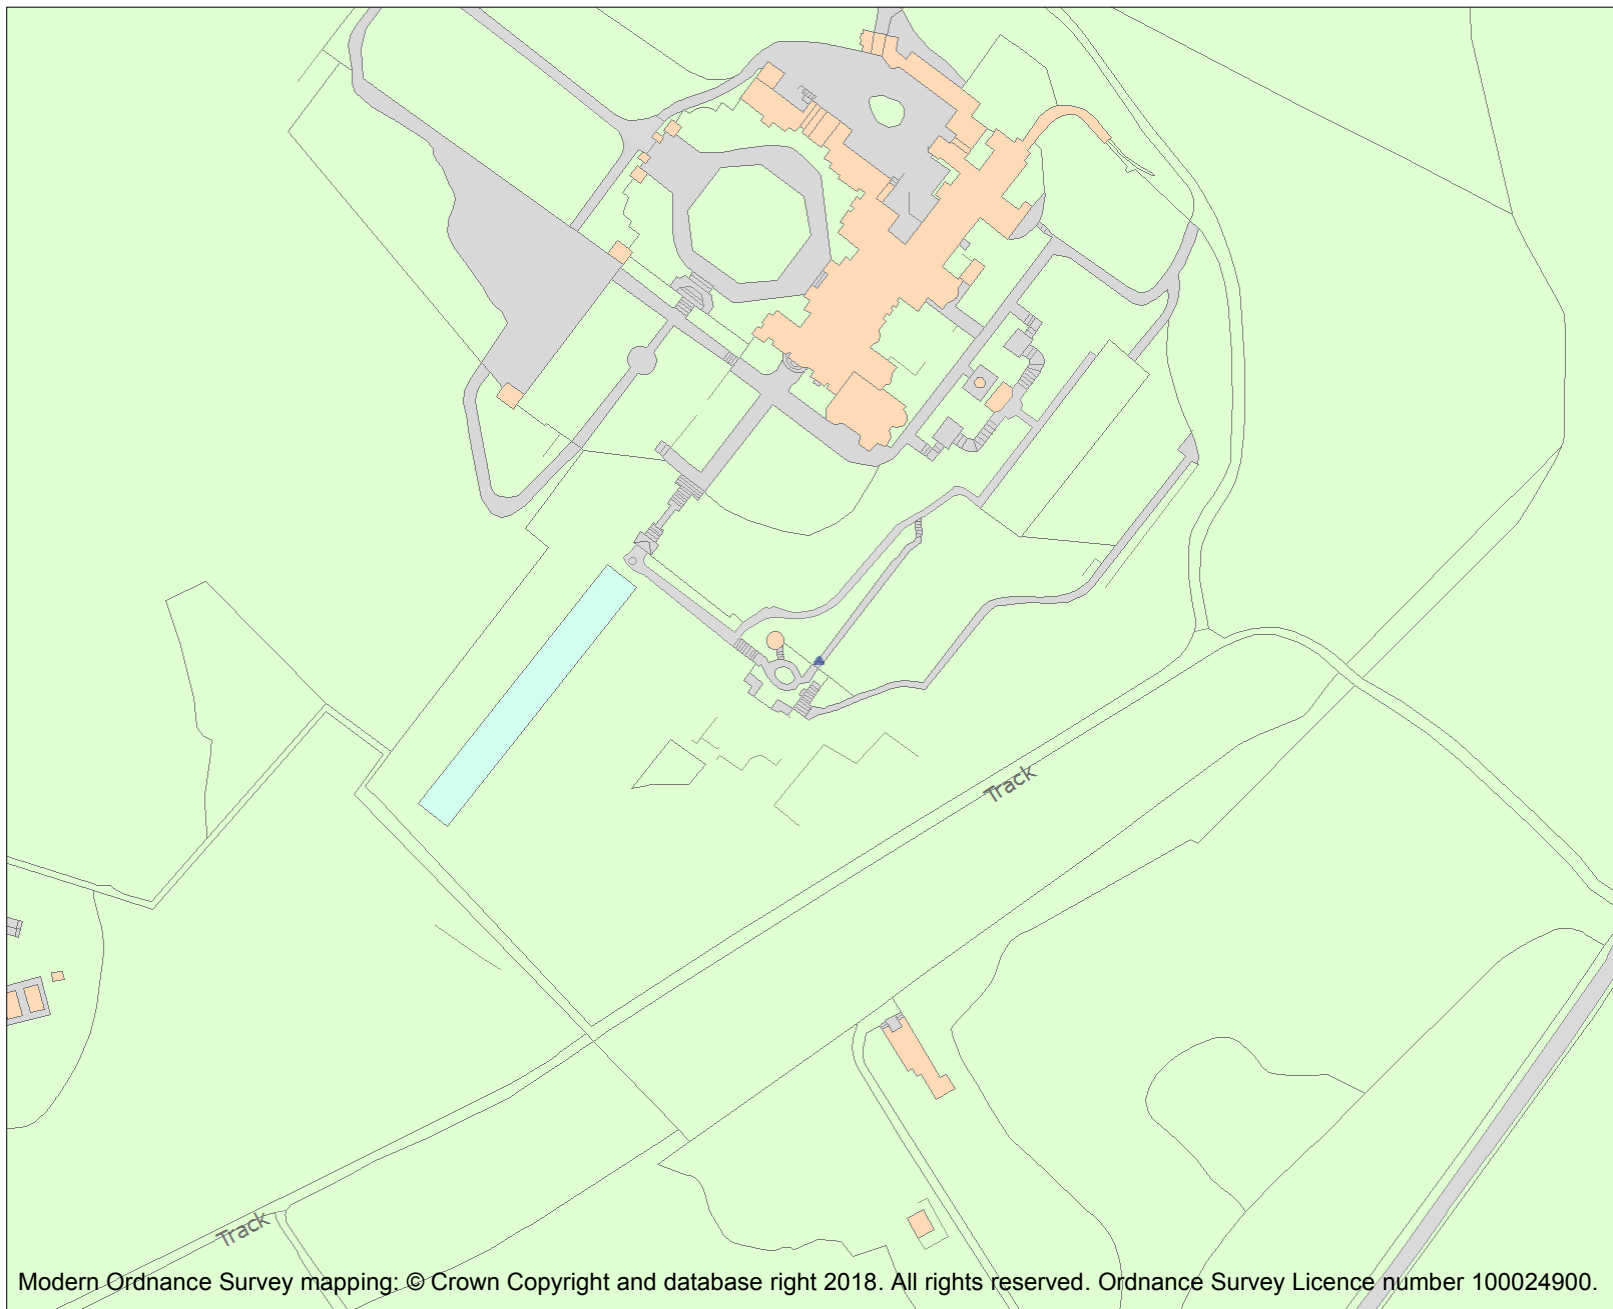 Track
Track
Modern Ordnance Survey mapping: © Crown Copyright and database right 2018. All rights reserved. Ordnance Survey Licence number 100024900.